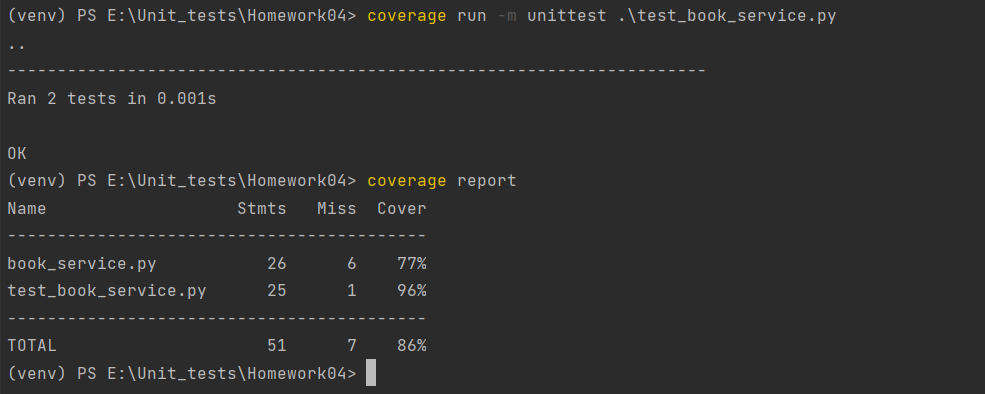 (venv) PS E:\Unit_tests\Homework04> coverage run -m unittest .\test_book_service.py
..
----------------------------------------------------------------------
Ran 2 tests in 0.001s

OK
(venv) PS E:\Unit_tests\Homework04> coverage report
Name                   Stmts   Miss  Cover
------------------------------------------
book_service.py           26      6    77%
test_book_service.py      25      1    96%
------------------------------------------
TOTAL                     51      7    86%
(venv) PS E:\Unit_tests\Homework04>